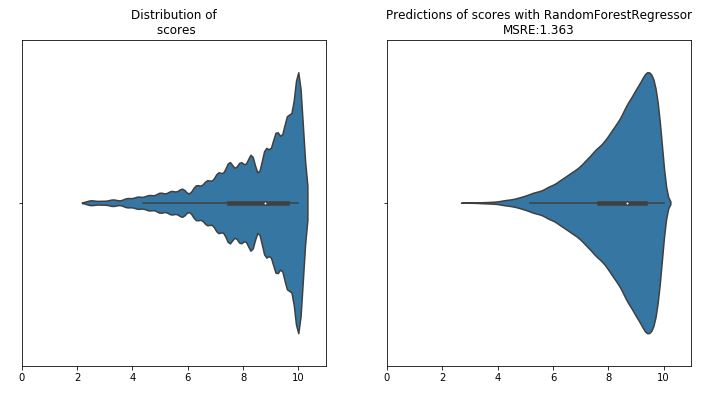 Distribution of
scores
0 2 4 6 8 10
Predictions of scores with RandomForestRegressor
MSRE:1.363
0 2 4 6 8 10